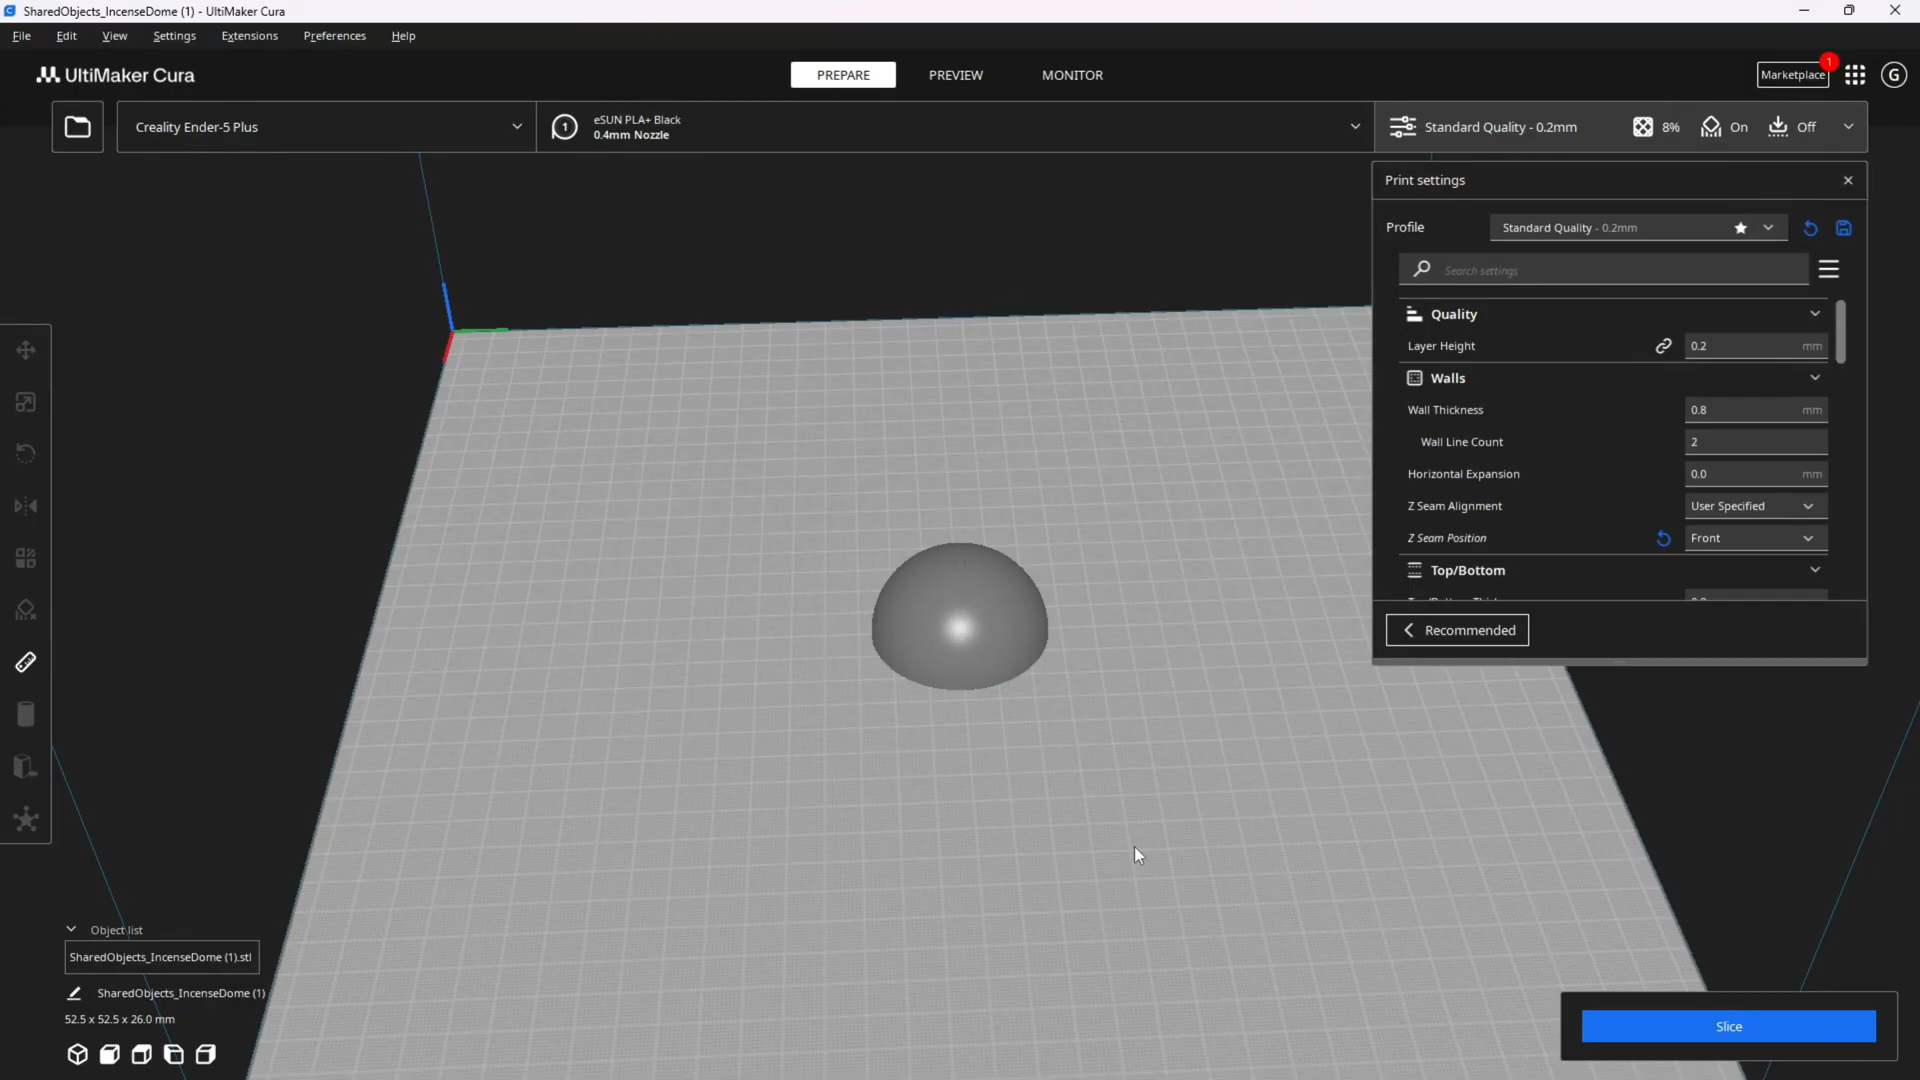 SharedObjects_IncenseDome (1) - UltiMaker Cura
File Edit View Settings Extensions Preferences Help
UltiMaker Cura
PREPARE PREVIEW MONITOR
Marketplace 1 G
Creality Ender-5 Plus
1
eSUN PLA+ Black
0.4mm Nozzle
Standard Quality - 0.2mm 8% On Off
Print settings
Profile Standard Quality - 0.2mm
Search settings
Quality
Layer Height 0.2 mm
Walls
Wall Thickness 0.8 mm
Wall Line Count 2
Horizontal Expansion 0.0 mm
Z Seam Alignment User Specified
Z Seam Position Front
Top/Bottom
Recommended
Object list
SharedObjects_IncenseDome (1).stl
SharedObjects_IncenseDome (1)
52.5 x 52.5 x 26.0 mm
Slice